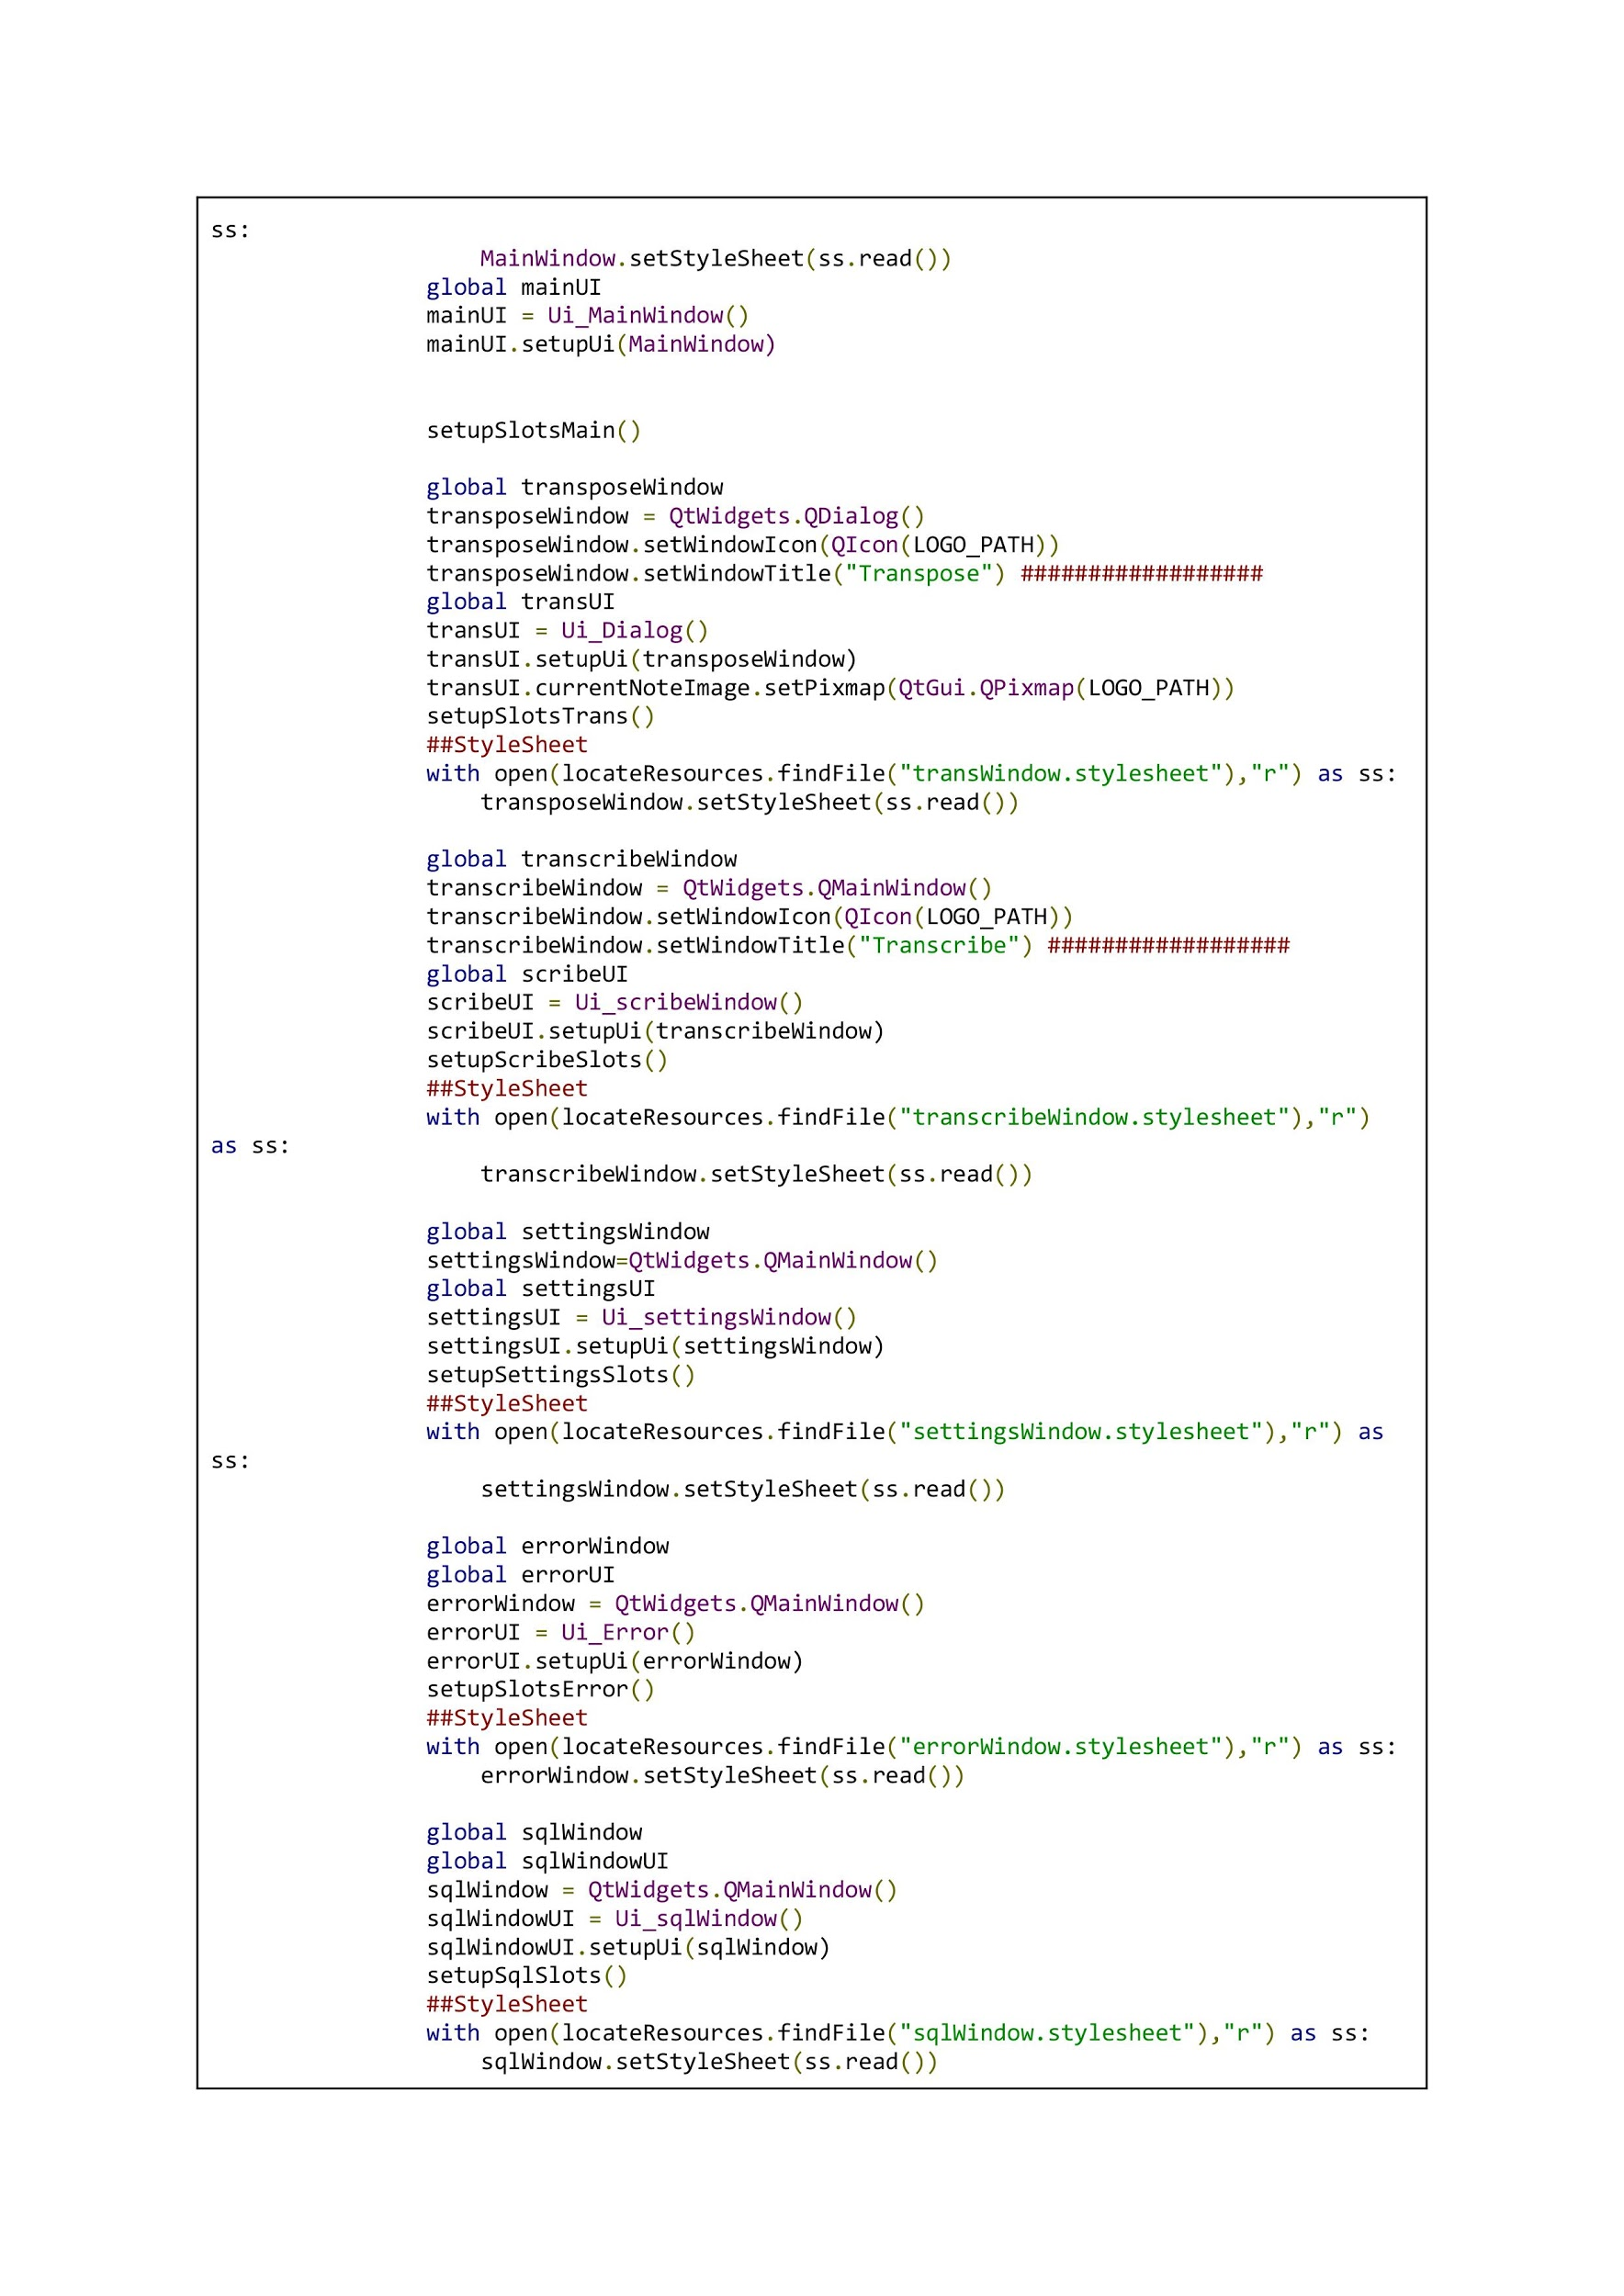 ss:
                    MainWindow.setStyleSheet(ss.read())
                global mainUI
                mainUI = Ui_MainWindow()
                mainUI.setupUi(MainWindow)


                setupSlotsMain()

                global transposeWindow
                transposeWindow = QtWidgets.QDialog()
                transposeWindow.setWindowIcon(QIcon(LOGO_PATH))
                transposeWindow.setWindowTitle("Transpose") ##################
                global transUI
                transUI = Ui_Dialog()
                transUI.setupUi(transposeWindow)
                transUI.currentNoteImage.setPixmap(QtGui.QPixmap(LOGO_PATH))
                setupSlotsTrans()
                ##StyleSheet
                with open(locateResources.findFile("transWindow.stylesheet"),"r") as ss:
                    transposeWindow.setStyleSheet(ss.read())

                global transcribeWindow
                transcribeWindow = QtWidgets.QMainWindow()
                transcribeWindow.setWindowIcon(QIcon(LOGO_PATH))
                transcribeWindow.setWindowTitle("Transcribe") ##################
                global scribeUI
                scribeUI = Ui_scribeWindow()
                scribeUI.setupUi(transcribeWindow)
                setupScribeSlots()
                ##StyleSheet
                with open(locateResources.findFile("transcribeWindow.stylesheet"),"r")
as ss:
                    transcribeWindow.setStyleSheet(ss.read())

                global settingsWindow
                settingsWindow=QtWidgets.QMainWindow()
                global settingsUI
                settingsUI = Ui_settingsWindow()
                settingsUI.setupUi(settingsWindow)
                setupSettingsSlots()
                ##StyleSheet
                with open(locateResources.findFile("settingsWindow.stylesheet"),"r") as
ss:
                    settingsWindow.setStyleSheet(ss.read())

                global errorWindow
                global errorUI
                errorWindow = QtWidgets.QMainWindow()
                errorUI = Ui_Error()
                errorUI.setupUi(errorWindow)
                setupSlotsError()
                ##StyleSheet
                with open(locateResources.findFile("errorWindow.stylesheet"),"r") as ss:
                    errorWindow.setStyleSheet(ss.read())

                global sqlWindow
                global sqlWindowUI
                sqlWindow = QtWidgets.QMainWindow()
                sqlWindowUI = Ui_sqlWindow()
                sqlWindowUI.setupUi(sqlWindow)
                setupSqlSlots()
                ##StyleSheet
                with open(locateResources.findFile("sqlWindow.stylesheet"),"r") as ss:
                    sqlWindow.setStyleSheet(ss.read())